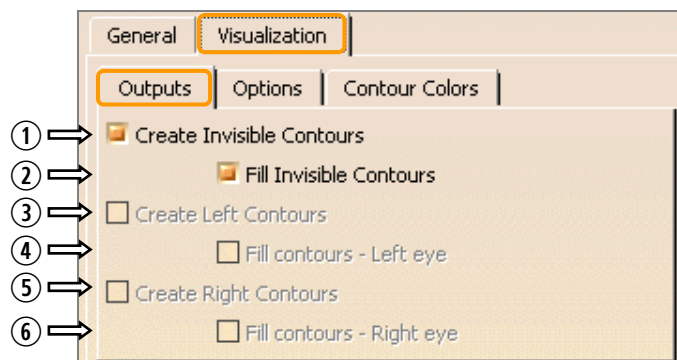 General Visualization
Outputs Options Contour Colors
① Create Invisible Contours
② Fill Invisible Contours
③ Create Left Contours
④ Fill contours - Left eye
⑤ Create Right Contours
⑥ Fill contours - Right eye